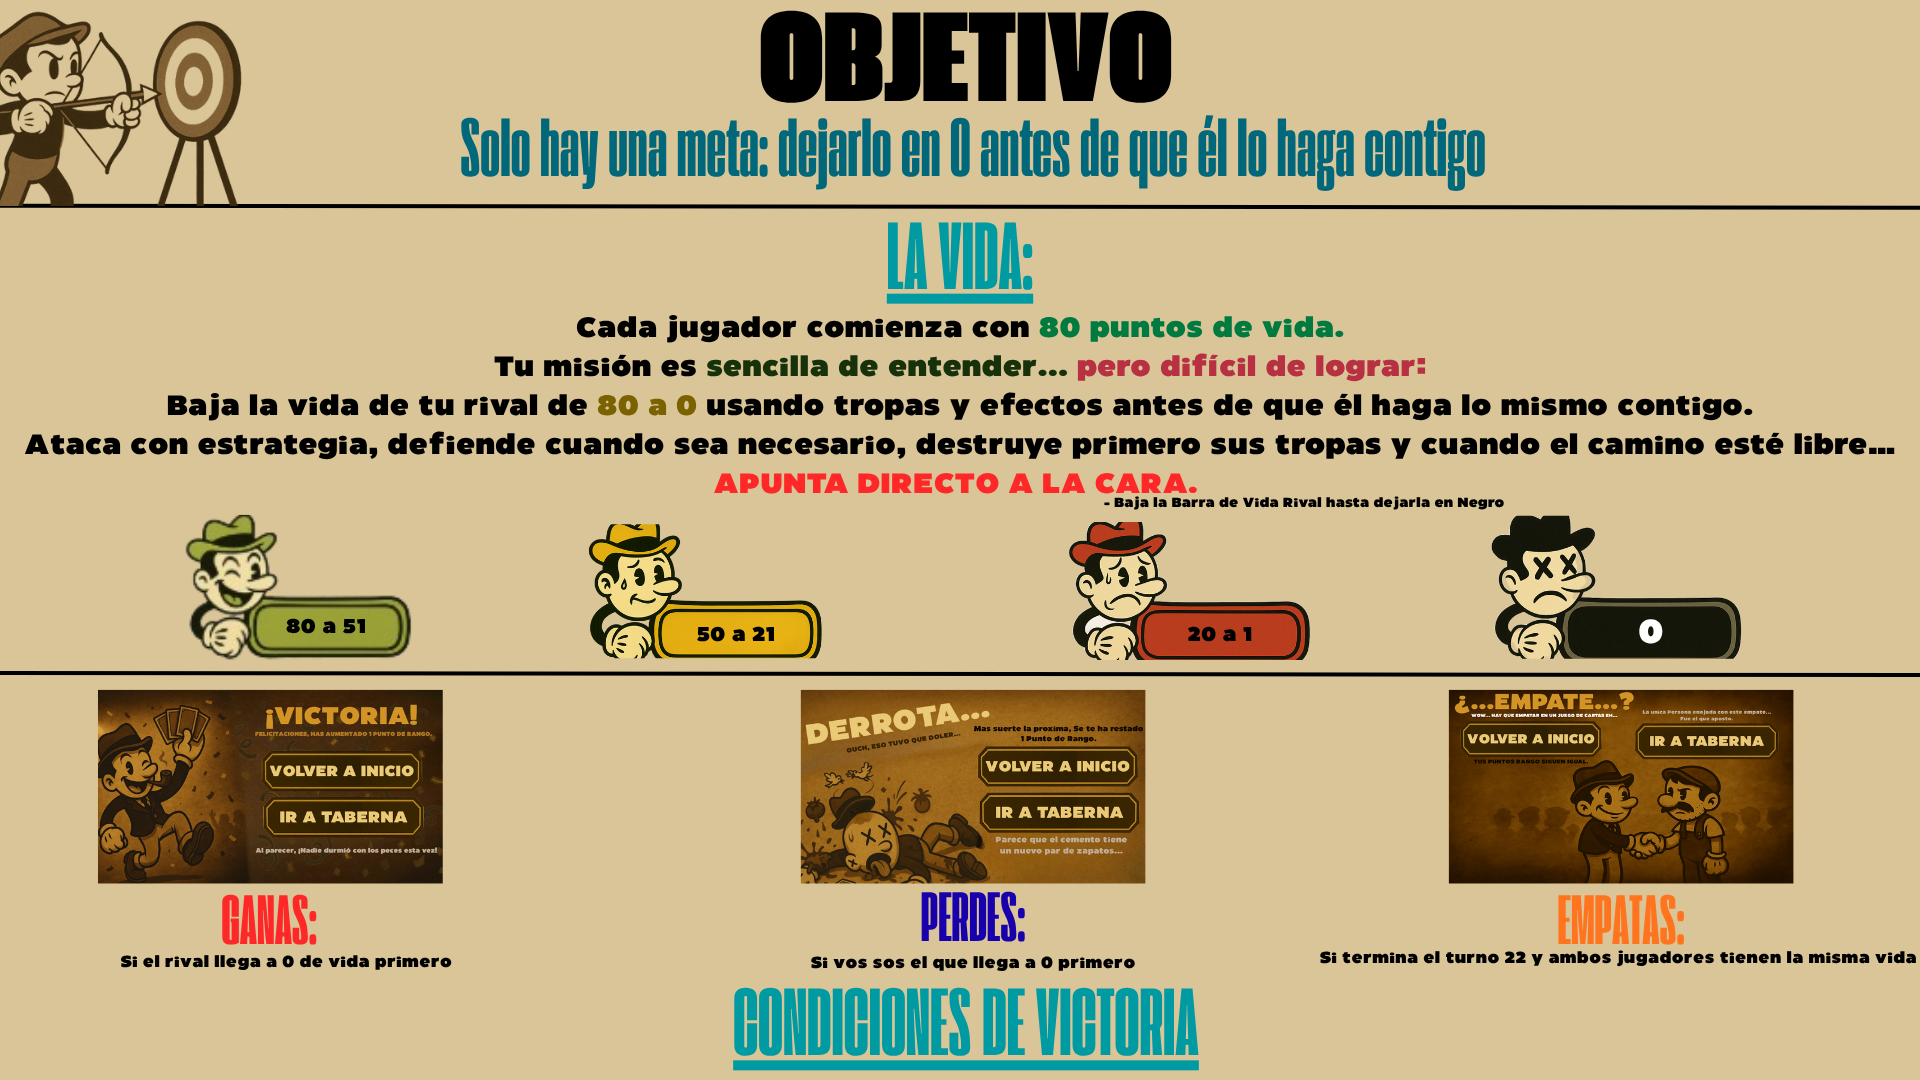 OBJETIVO
Solo hay una meta: dejarlo en 0 antes de que él lo haga contigo
LA VIDA:
Cada jugador comienza con 80 puntos de vida.
Tu misión es sencilla de entender... pero difícil de lograr:
Baja la vida de tu rival de 80 a 0 usando tropas y efectos antes de que él haga lo mismo contigo.
Ataca con estrategia, defiende cuando sea necesario, destruye primero sus tropas y cuando el camino esté libre...
APUNTA DIRECTO A LA CARA.
- Baja la Barra de Vida Rival hasta dejarla en Negro
80 a 51
50 a 21
20 a 1
0
¡VICTORIA!
FELICITACIONES, HAS AUMENTADO 1 PUNTO DE RANGO.
VOLVER A INICIO
IR A TABERNA
Al parecer, ¡Nadie durmió con los peces esta vez!
DERROTA...
OUCH, ESO TUVO QUE DOLER...
Mas suerte la proxima, Se te ha restado
1 Punto de Rango.
VOLVER A INICIO
IR A TABERNA
Parece que el cemento tiene
un nuevo par de zapatos...
¿...EMPATE...?
WOW... HAY QUE EMPATAR EN UN JUEGO DE CARTAS EH...
La unica Persona enojada con este empate...
Fue el que aposto.
VOLVER A INICIO
IR A TABERNA
TUS PUNTOS RANGO SIGUEN IGUAL.
GANAS:
Si el rival llega a 0 de vida primero
PERDES:
Si vos sos el que llega a 0 primero
EMPATAS:
Si termina el turno 22 y ambos jugadores tienen la misma vida
CONDICIONES DE VICTORIA